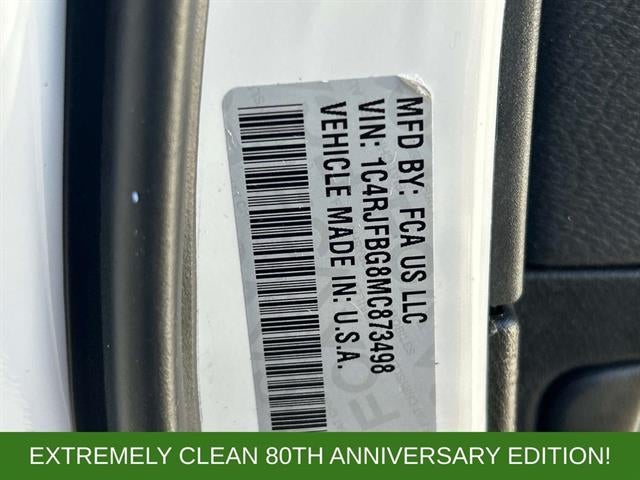 MFD BY: FCA US LLC
VIN: 1C4RJFBG8MC873498
VEHICLE MADE IN: U.S.A.
EXTREMELY CLEAN 80TH ANNIVERSARY EDITION!